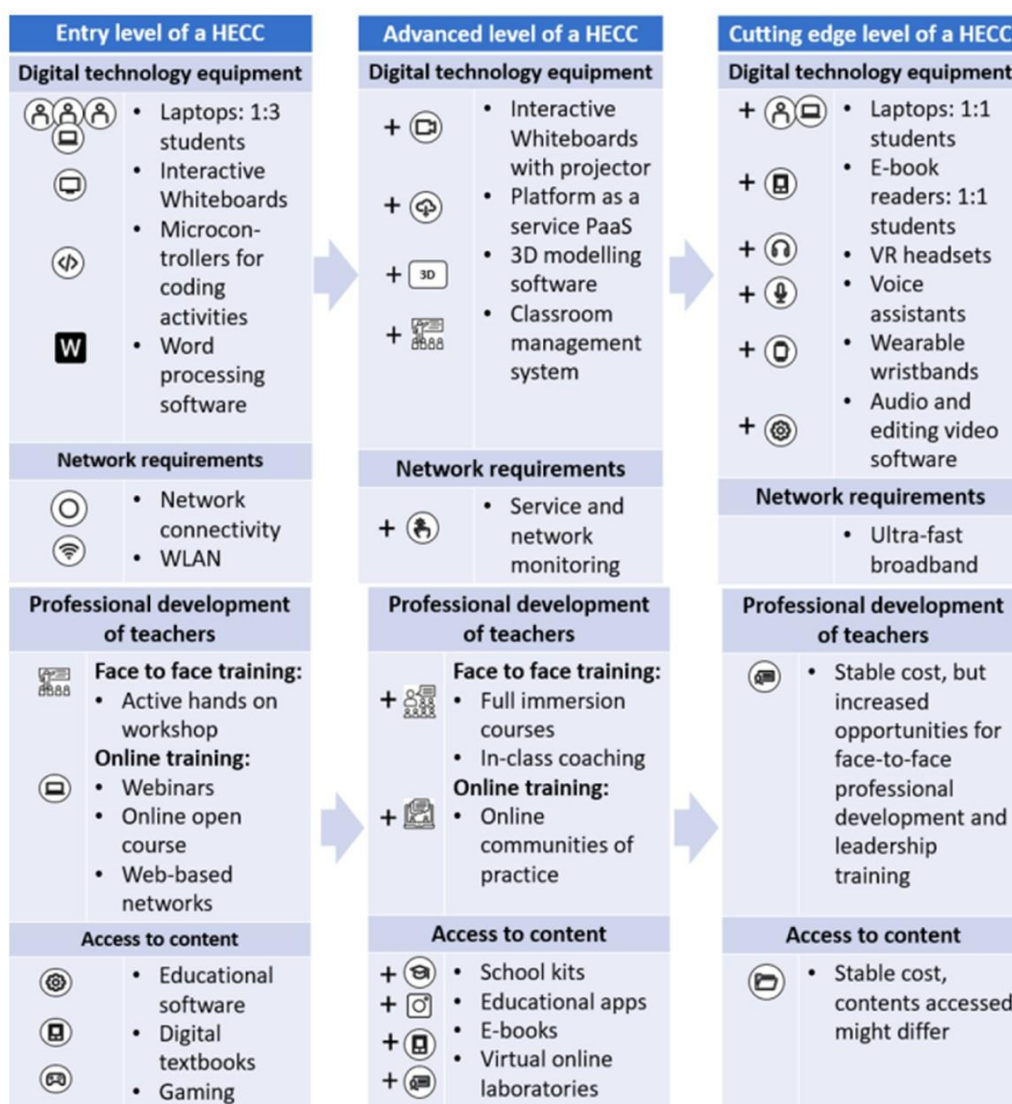 Entry level of a HECC
Digital technology equipment
• Laptops: 1:3
students
• Interactive
Whiteboards
• Microcon-
trollers for
coding
activities
W
• Word
processing
software
Network requirements
• Network
connectivity
• WLAN
Professional development
of teachers
Face to face training:
• Active hands on
workshop
Online training:
• Webinars
• Online open
course
• Web-based
networks
Access to content
• Educational
software
• Digital
textbooks
• Gaming
Advanced level of a HECC
Digital technology equipment
+
• Interactive
Whiteboards
with projector
+
• Platform as a
service PaaS
+ 3D
• 3D modelling
software
+
• Classroom
management
system
Network requirements
+
• Service and
network
monitoring
Professional development
of teachers
Face to face training:
+
• Full immersion
courses
• In-class coaching
Online training:
+
• Online
communities of
practice
Access to content
+ • School kits
+ • Educational apps
+ • E-books
+ • Virtual online
laboratories
Cutting edge level of a HECC
Digital technology equipment
+ • Laptops: 1:1
students
+ • E-book
readers: 1:1
students
+ • VR headsets
+ • Voice
assistants
+ • Wearable
wristbands
+ • Audio and
editing video
software
Network requirements
• Ultra-fast
broadband
Professional development
of teachers
• Stable cost, but
increased
opportunities for
face-to-face
professional
development and
leadership
training
Access to content
• Stable cost,
contents accessed
might differ